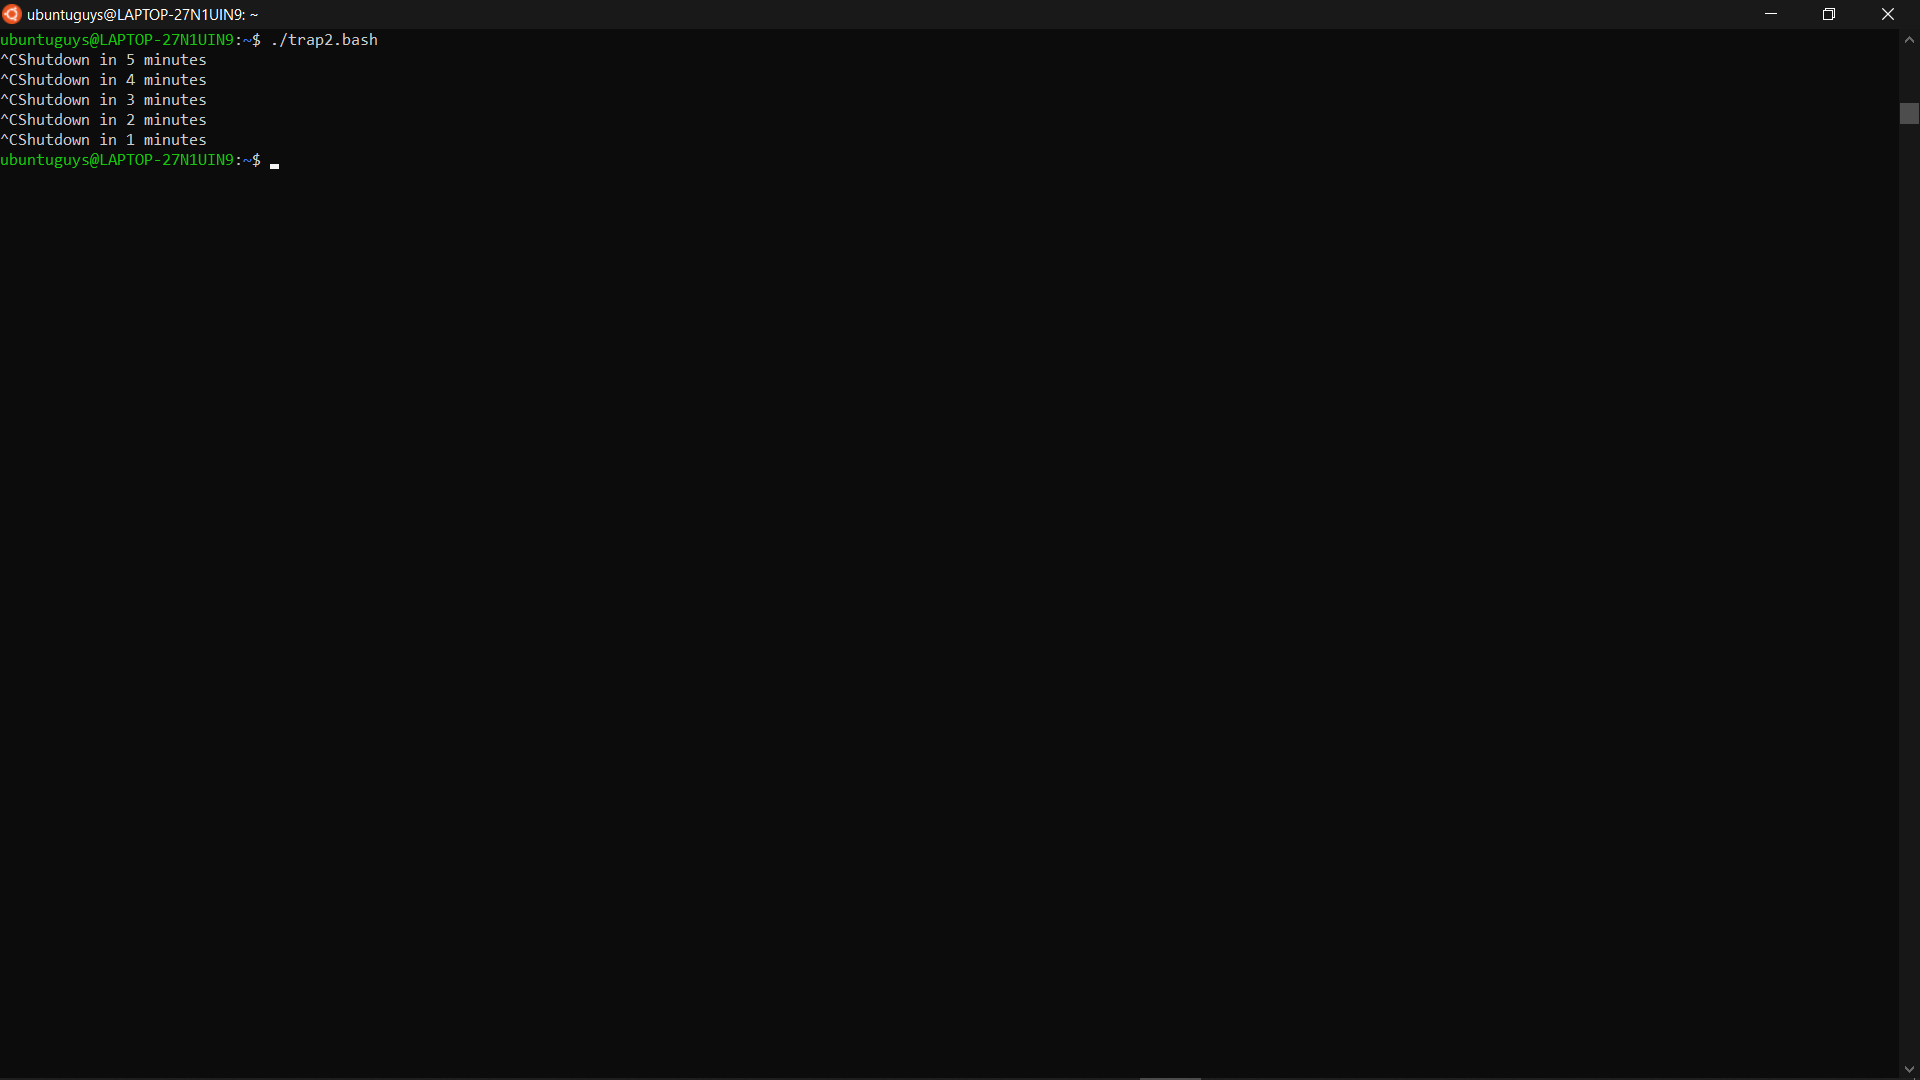 ubuntuguys@LAPTOP-27N1UIN9: ~
ubuntuguys@LAPTOP-27N1UIN9:~$ ./trap2.bash
^CShutdown in 5 minutes
^CShutdown in 4 minutes
^CShutdown in 3 minutes
^CShutdown in 2 minutes
^CShutdown in 1 minutes
ubuntuguys@LAPTOP-27N1UIN9:~$